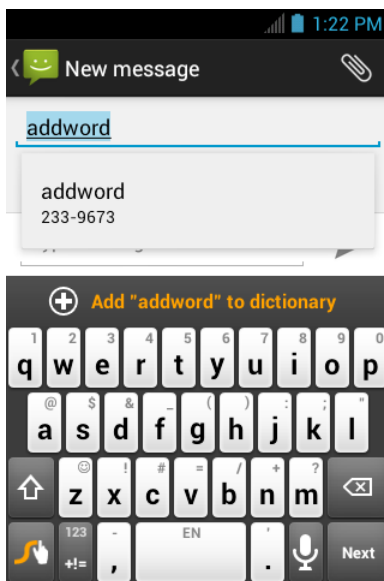 1:22 PM
New message
addword
addword
233-9673
Add "addword" to dictionary
1 2 3 4 5 6 7 8 9 0
q w e r t y u i o p
@ $ & _ ( ) : ; "
a s d f g h j k l
! # = / + ?
z x c v b n m
123 - EN '
+!= , . Next